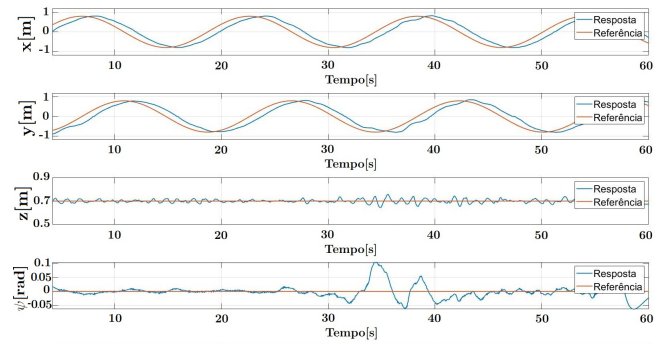 x[m]
1
0
-1
Resposta
Referência
10
20
30
40
50
60
Tempo[s]
y[m]
1
0
-1
Resposta
Referência
10
20
30
40
50
60
Tempo[s]
z[m]
0.9
0.7
0.5
Resposta
Referência
10
20
30
40
50
60
Tempo[s]
ψ[rad]
0.1
0.05
0
-0.05
Resposta
Referência
10
20
30
40
50
60
Tempo[s]